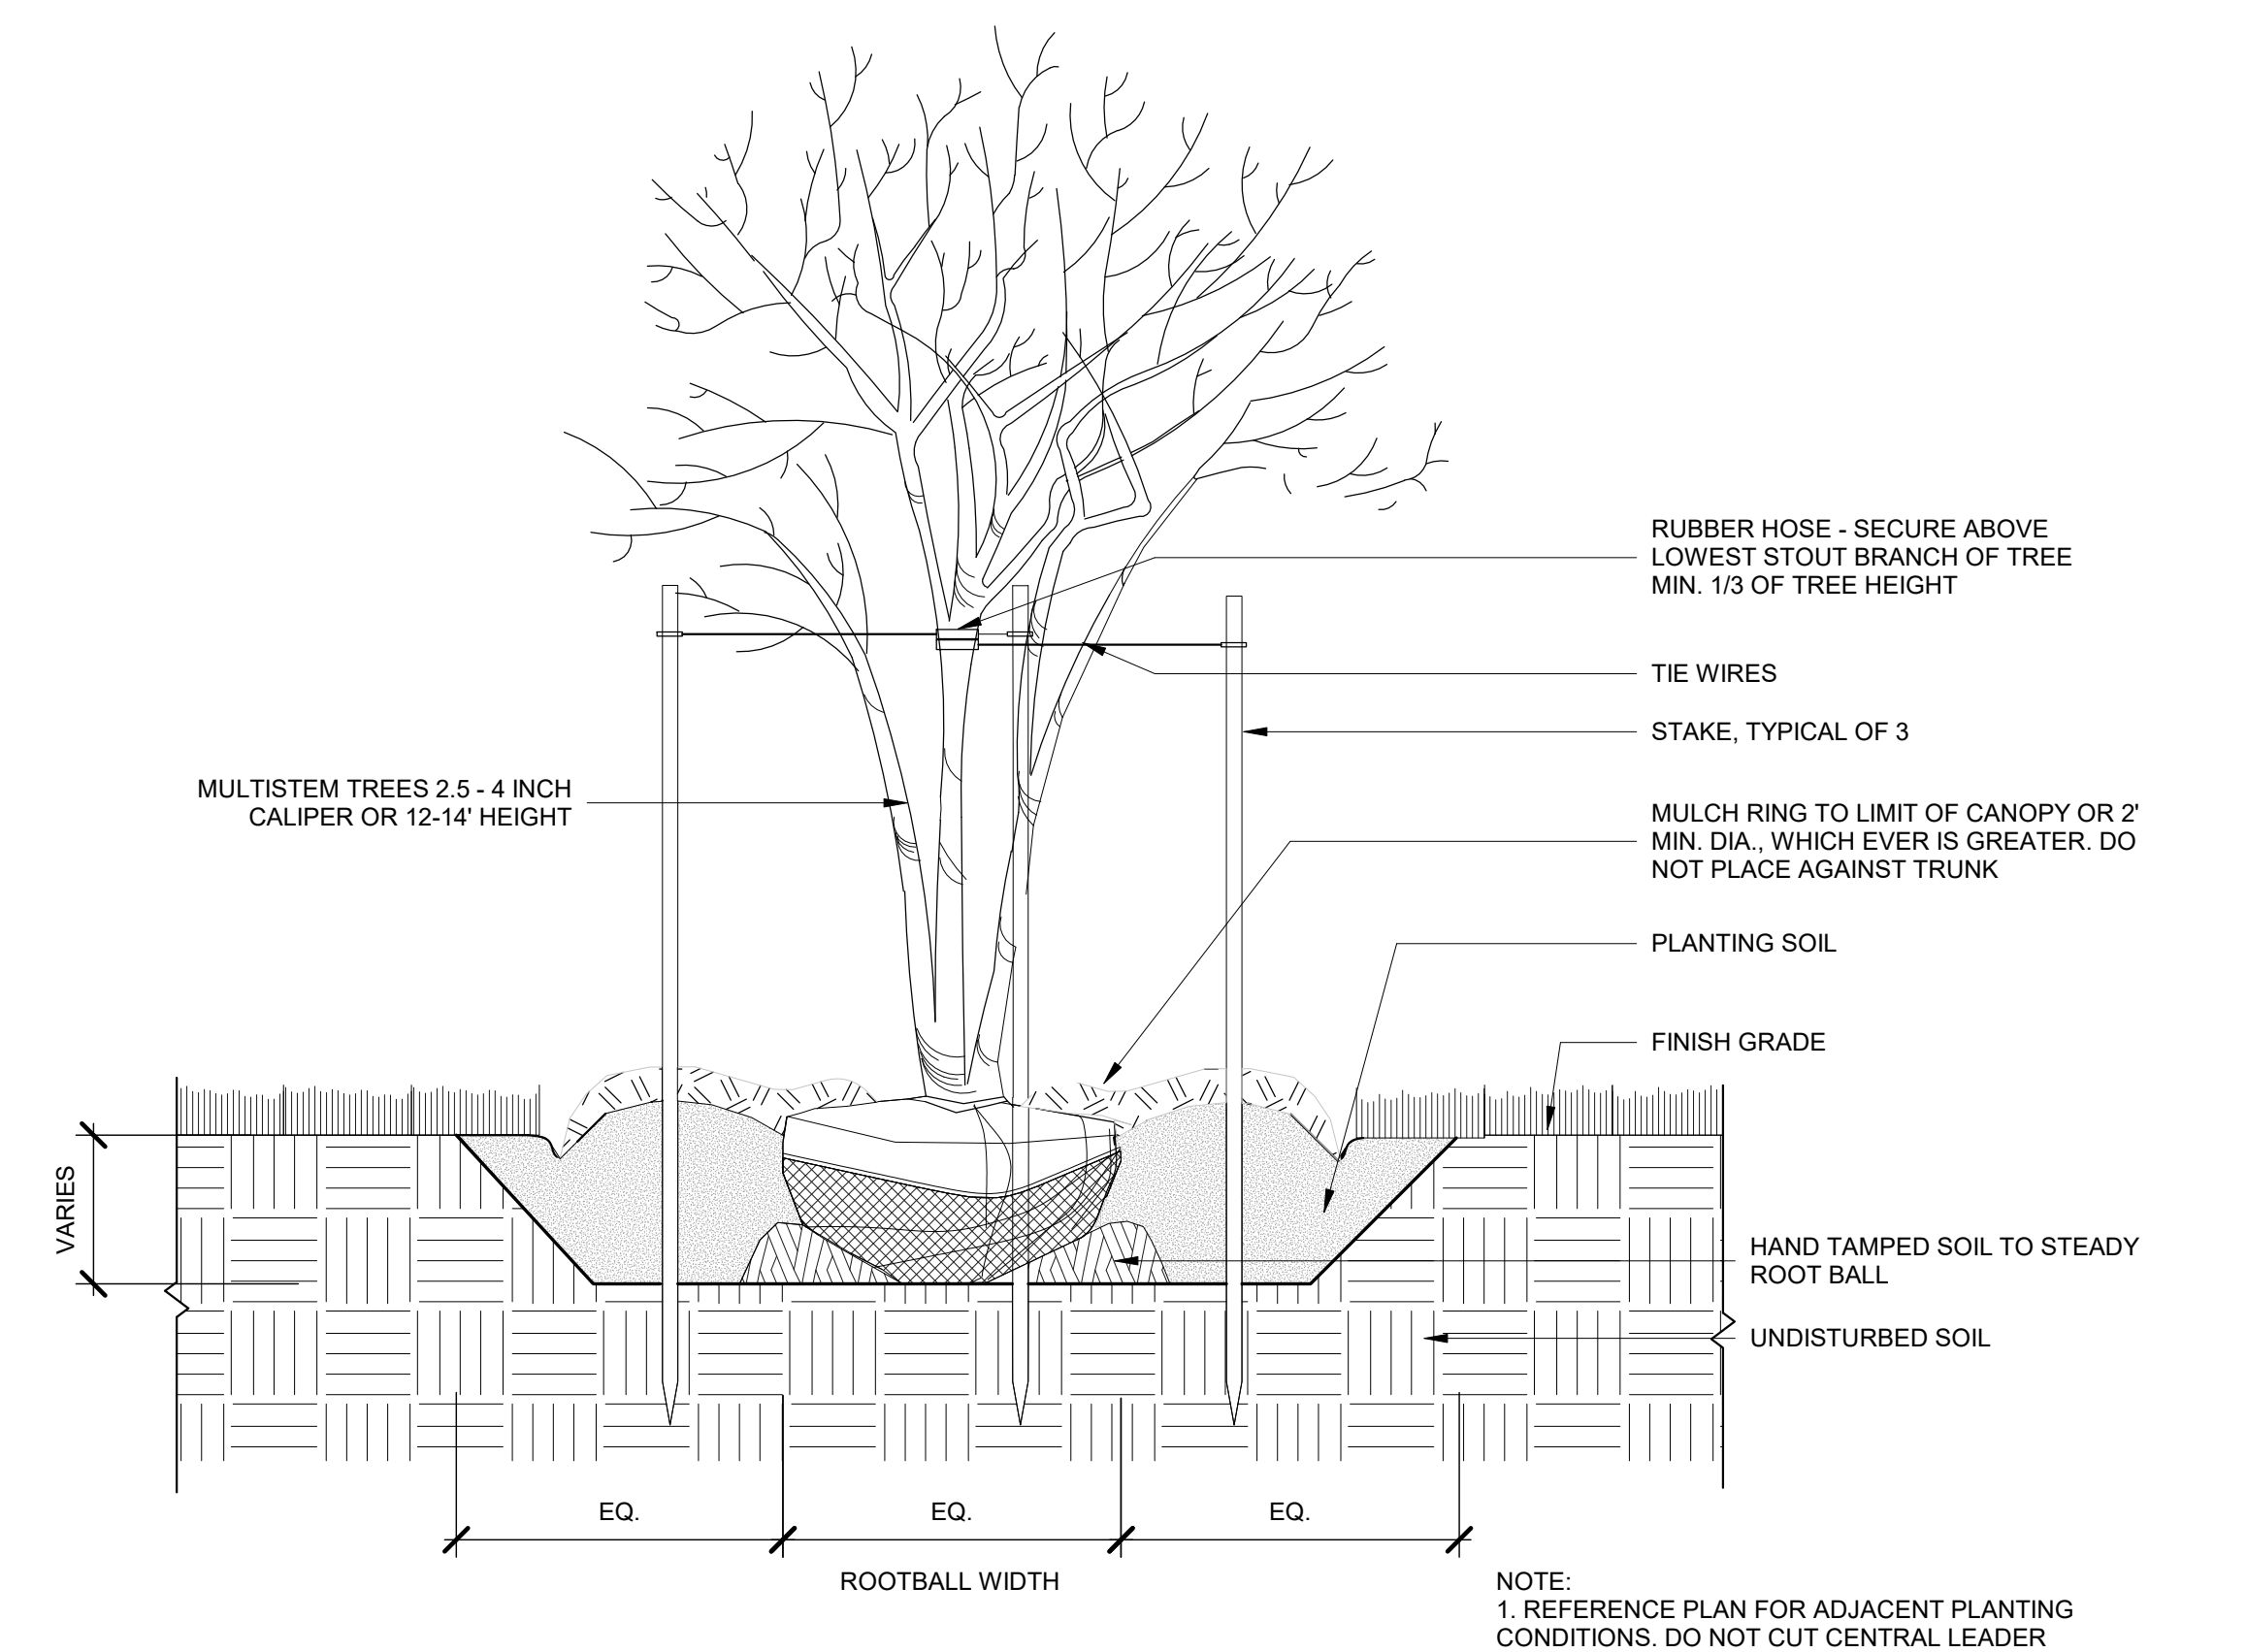 RUBBER HOSE - SECURE ABOVE
LOWEST STOUT BRANCH OF TREE
MIN. 1/3 OF TREE HEIGHT
TIE WIRES
STAKE, TYPICAL OF 3
MULTISTEM TREES 2.5 - 4 INCH
CALIPER OR 12-14' HEIGHT
MULCH RING TO LIMIT OF CANOPY OR 2'
MIN. DIA., WHICH EVER IS GREATER. DO
NOT PLACE AGAINST TRUNK
PLANTING SOIL
FINISH GRADE
VARIES
HAND TAMPED SOIL TO STEADY
ROOT BALL
UNDISTURBED SOIL
EQ.
EQ.
EQ.
ROOTBALL WIDTH
NOTE:
1. REFERENCE PLAN FOR ADJACENT PLANTING
CONDITIONS. DO NOT CUT CENTRAL LEADER